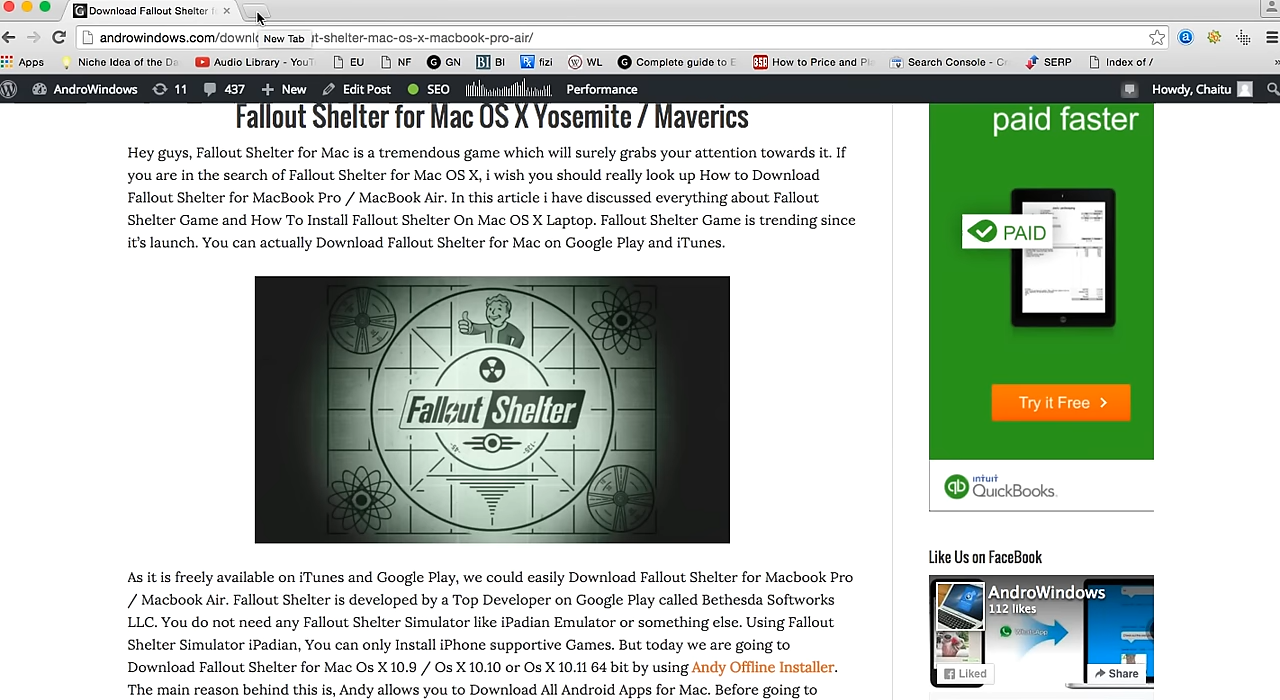 Download Fallout Shelter f
androwindows.com/downl
t-shelter-mac-os-x-macbook-pro-air/
New Tab
Apps
Niche Idea of the Da
Audio Library - YouT
EU
NF
GN
BI
BI
fizi
WL
Complete guide to E
How to Price and Pla
Search Console - C
SERP
Index of /
AndroWindows
11
437
New
Edit Post
SEO
Performance
Howdy, Chaitu
Fallout Shelter for Mac OS X Yosemite / Maverics
Hey guys, Fallout Shelter for Mac is a tremendous game which will surely grabs your attention towards it. If
you are in the search of Fallout Shelter for Mac OS X, i wish you should really look up How to Download
Fallout Shelter for MacBook Pro / MacBook Air. In this article i have discussed everything about Fallout
Shelter Game and How To Install Fallout Shelter On Mac OS X Laptop. Fallout Shelter Game is trending since
it's launch. You can actually Download Fallout Shelter for Mac on Google Play and iTunes.
Fallout Shelter
As it is freely available on iTunes and Google Play, we could easily Download Fallout Shelter for Macbook Pro
/ Macbook Air. Fallout Shelter is developed by a Top Developer on Google Play called Bethesda Softworks
LLC. You do not need any Fallout Shelter Simulator like iPadian Emulator or something else. Using Fallout
Shelter Simulator iPadian, You can only Install iPhone supportive Games. But today we are going to
Download Fallout Shelter for Mac Os X 10.9 / Os X 10.10 or Os X 10.11 64 bit by using Andy Offline Installer.
The main reason behind this is, Andy allows you to Download All Android Apps for Mac. Before going to
paid faster
PAID
Try it Free
intuit
qb
QuickBooks.
Like Us on FaceBook
AndroWindows
112 likes
WhatsApp
Liked
Share